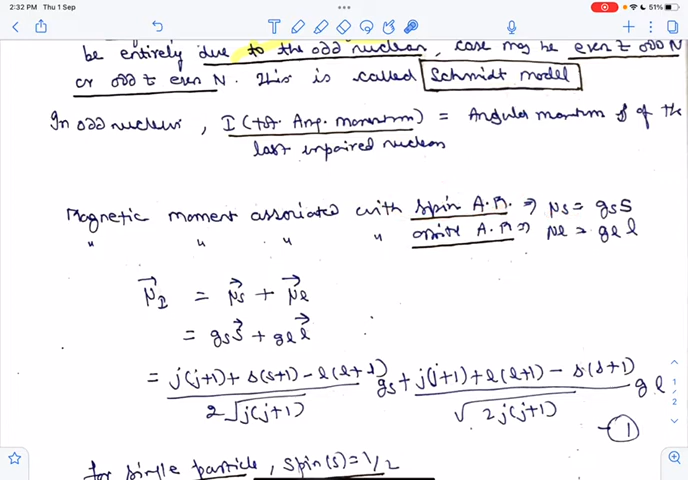 2:32 PM Thu 1 Sep
51%
be entirely due to the odd nucleon, case may be even Z odd N
or odd Z even N. This is called Schmidt model
In odd nucleus, I (tot. Ang. momentum) = Angular momtum j of the
last unpaired nucleon
Magnetic moment associated with spin A.M. ⇒ μs = gsS
" " " " orbit A.M ⇒ μl = gl l
μ⃗I = μ⃗s + μ⃗l
= gs s⃗ + gl l⃗
= j(j+1) + s(s+1) - l(l+1) / 2√j(j+1) gs + j(j+1) + l(l+1) - s(s+1) / √2j(j+1) gl
-①
for single particle, spin(s) = 1/2
1
2